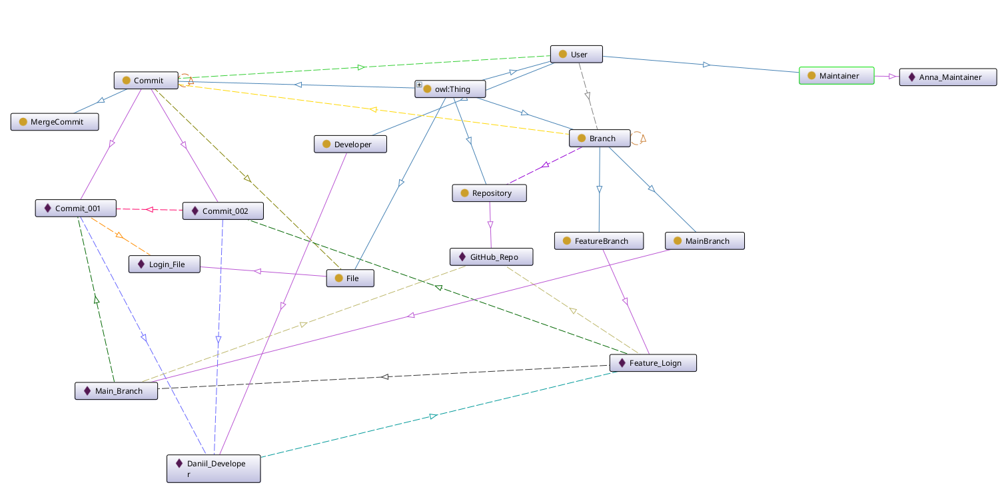 User
Commit
Maintainer
Anna_Maintainer
owl:Thing
MergeCommit
Developer
Branch
Repository
Commit_001
Commit_002
FeatureBranch
MainBranch
GitHub_Repo
Login_File
File
Feature_Loign
Main_Branch
Daniil_Develope
r